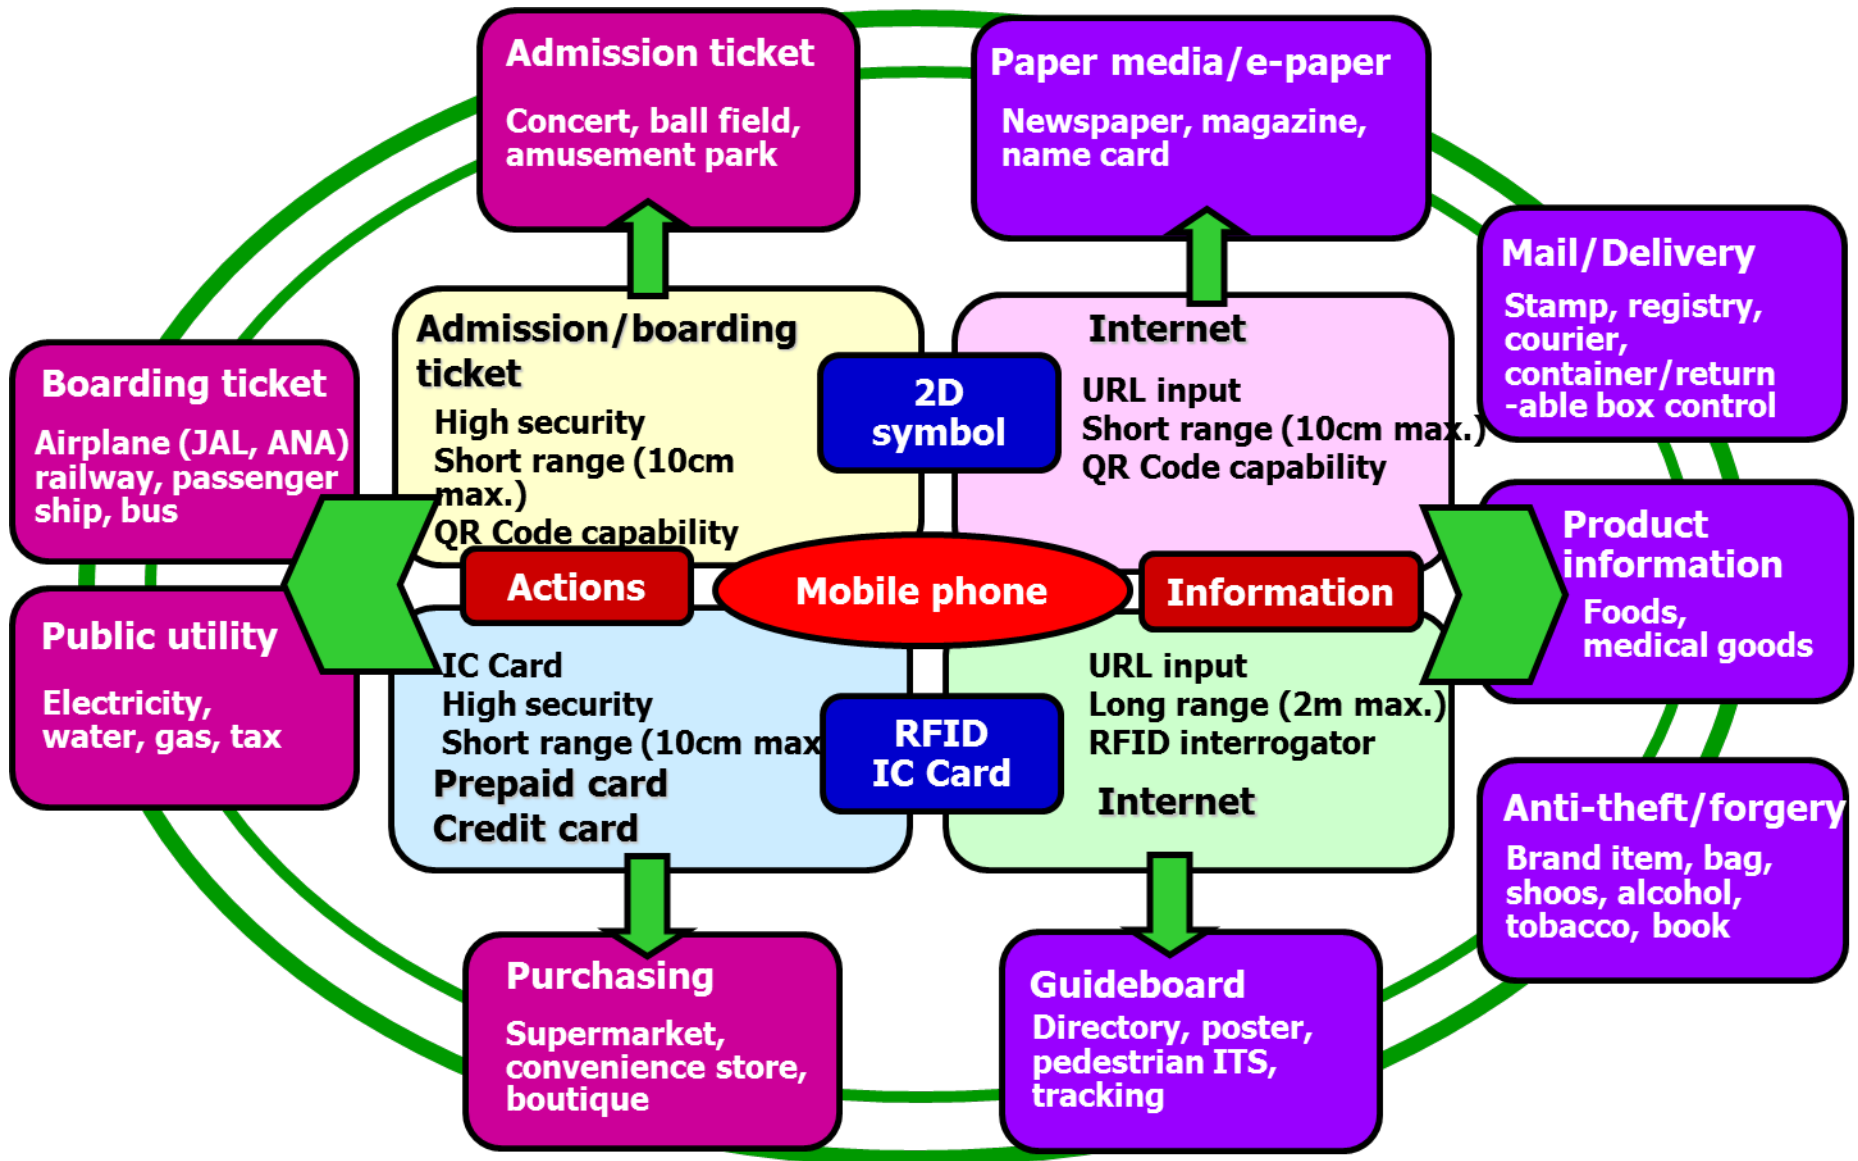 Admission ticket
Concert, ball field,
amusement park
Paper media/e-paper
Newspaper, magazine,
name card
Mail/Delivery
Stamp, registry,
courier,
container/return
-able box control
Boarding ticket
Airplane (JAL, ANA)
railway, passenger
ship, bus
Admission/boarding
ticket
High security
Short range (10cm
max.)
QR Code capability
2D
symbol
Internet
URL input
Short range (10cm max.)
QR Code capability
Product
information
Foods,
medical goods
Actions
Mobile phone
Information
Public utility
Electricity,
water, gas, tax
IC Card
High security
Short range (10cm max
Prepaid card
Credit card
RFID
IC Card
URL input
Long range (2m max.)
RFID interrogator
Internet
Anti-theft/forgery
Brand item, bag,
shoos, alcohol,
tobacco, book
Purchasing
Supermarket,
convenience store,
boutique
Guideboard
Directory, poster,
pedestrian ITS,
tracking